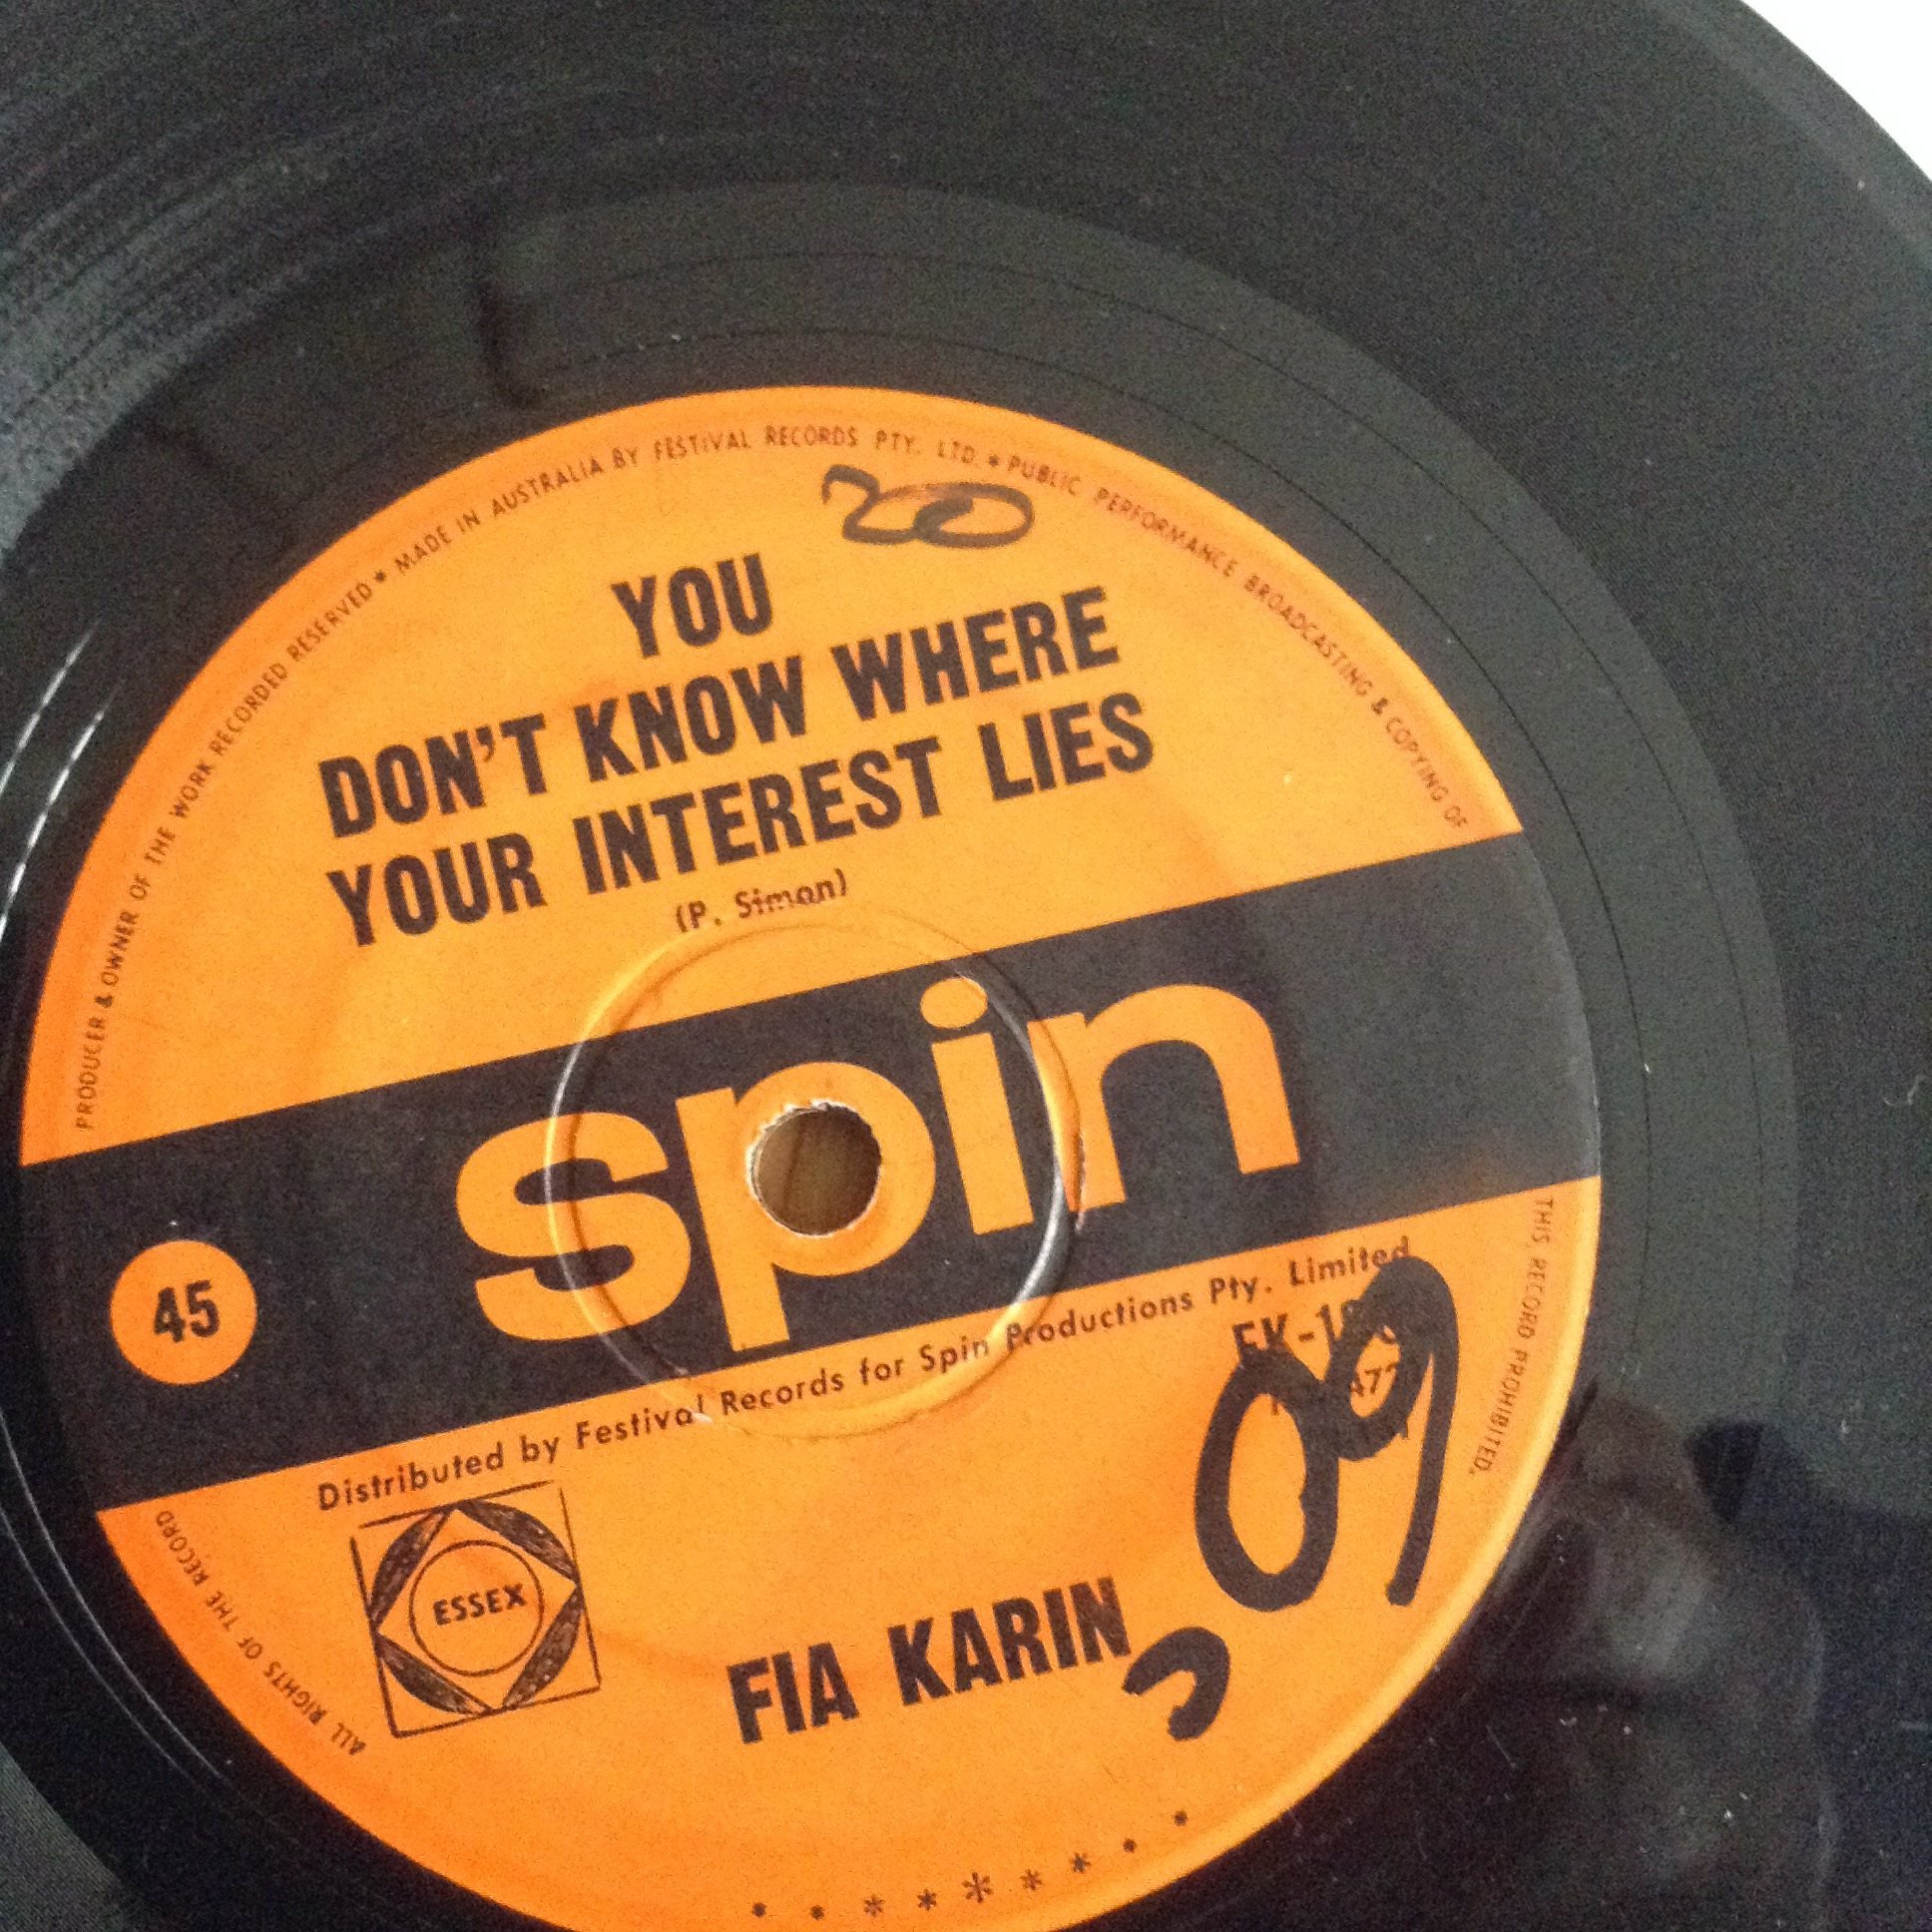 PRODUCER & OWNER OF THE WORK RECORDED RESERVED * MADE IN AUSTRALIA BY FESTIVAL RECORDS PTY. LTD. * PUBLIC PERFORMANCE BROADCASTING & COPYING OF
200
YOU
DON'T KNOW WHERE
YOUR INTEREST LIES
(P. Simon)
spin
45
Distributed by Festival Records for Spin Productions Pty. Limited
ESSEX
FIA KARIN
THIS RECORD PROHIBITED.
ALL RIGHTS OF THE RECORD